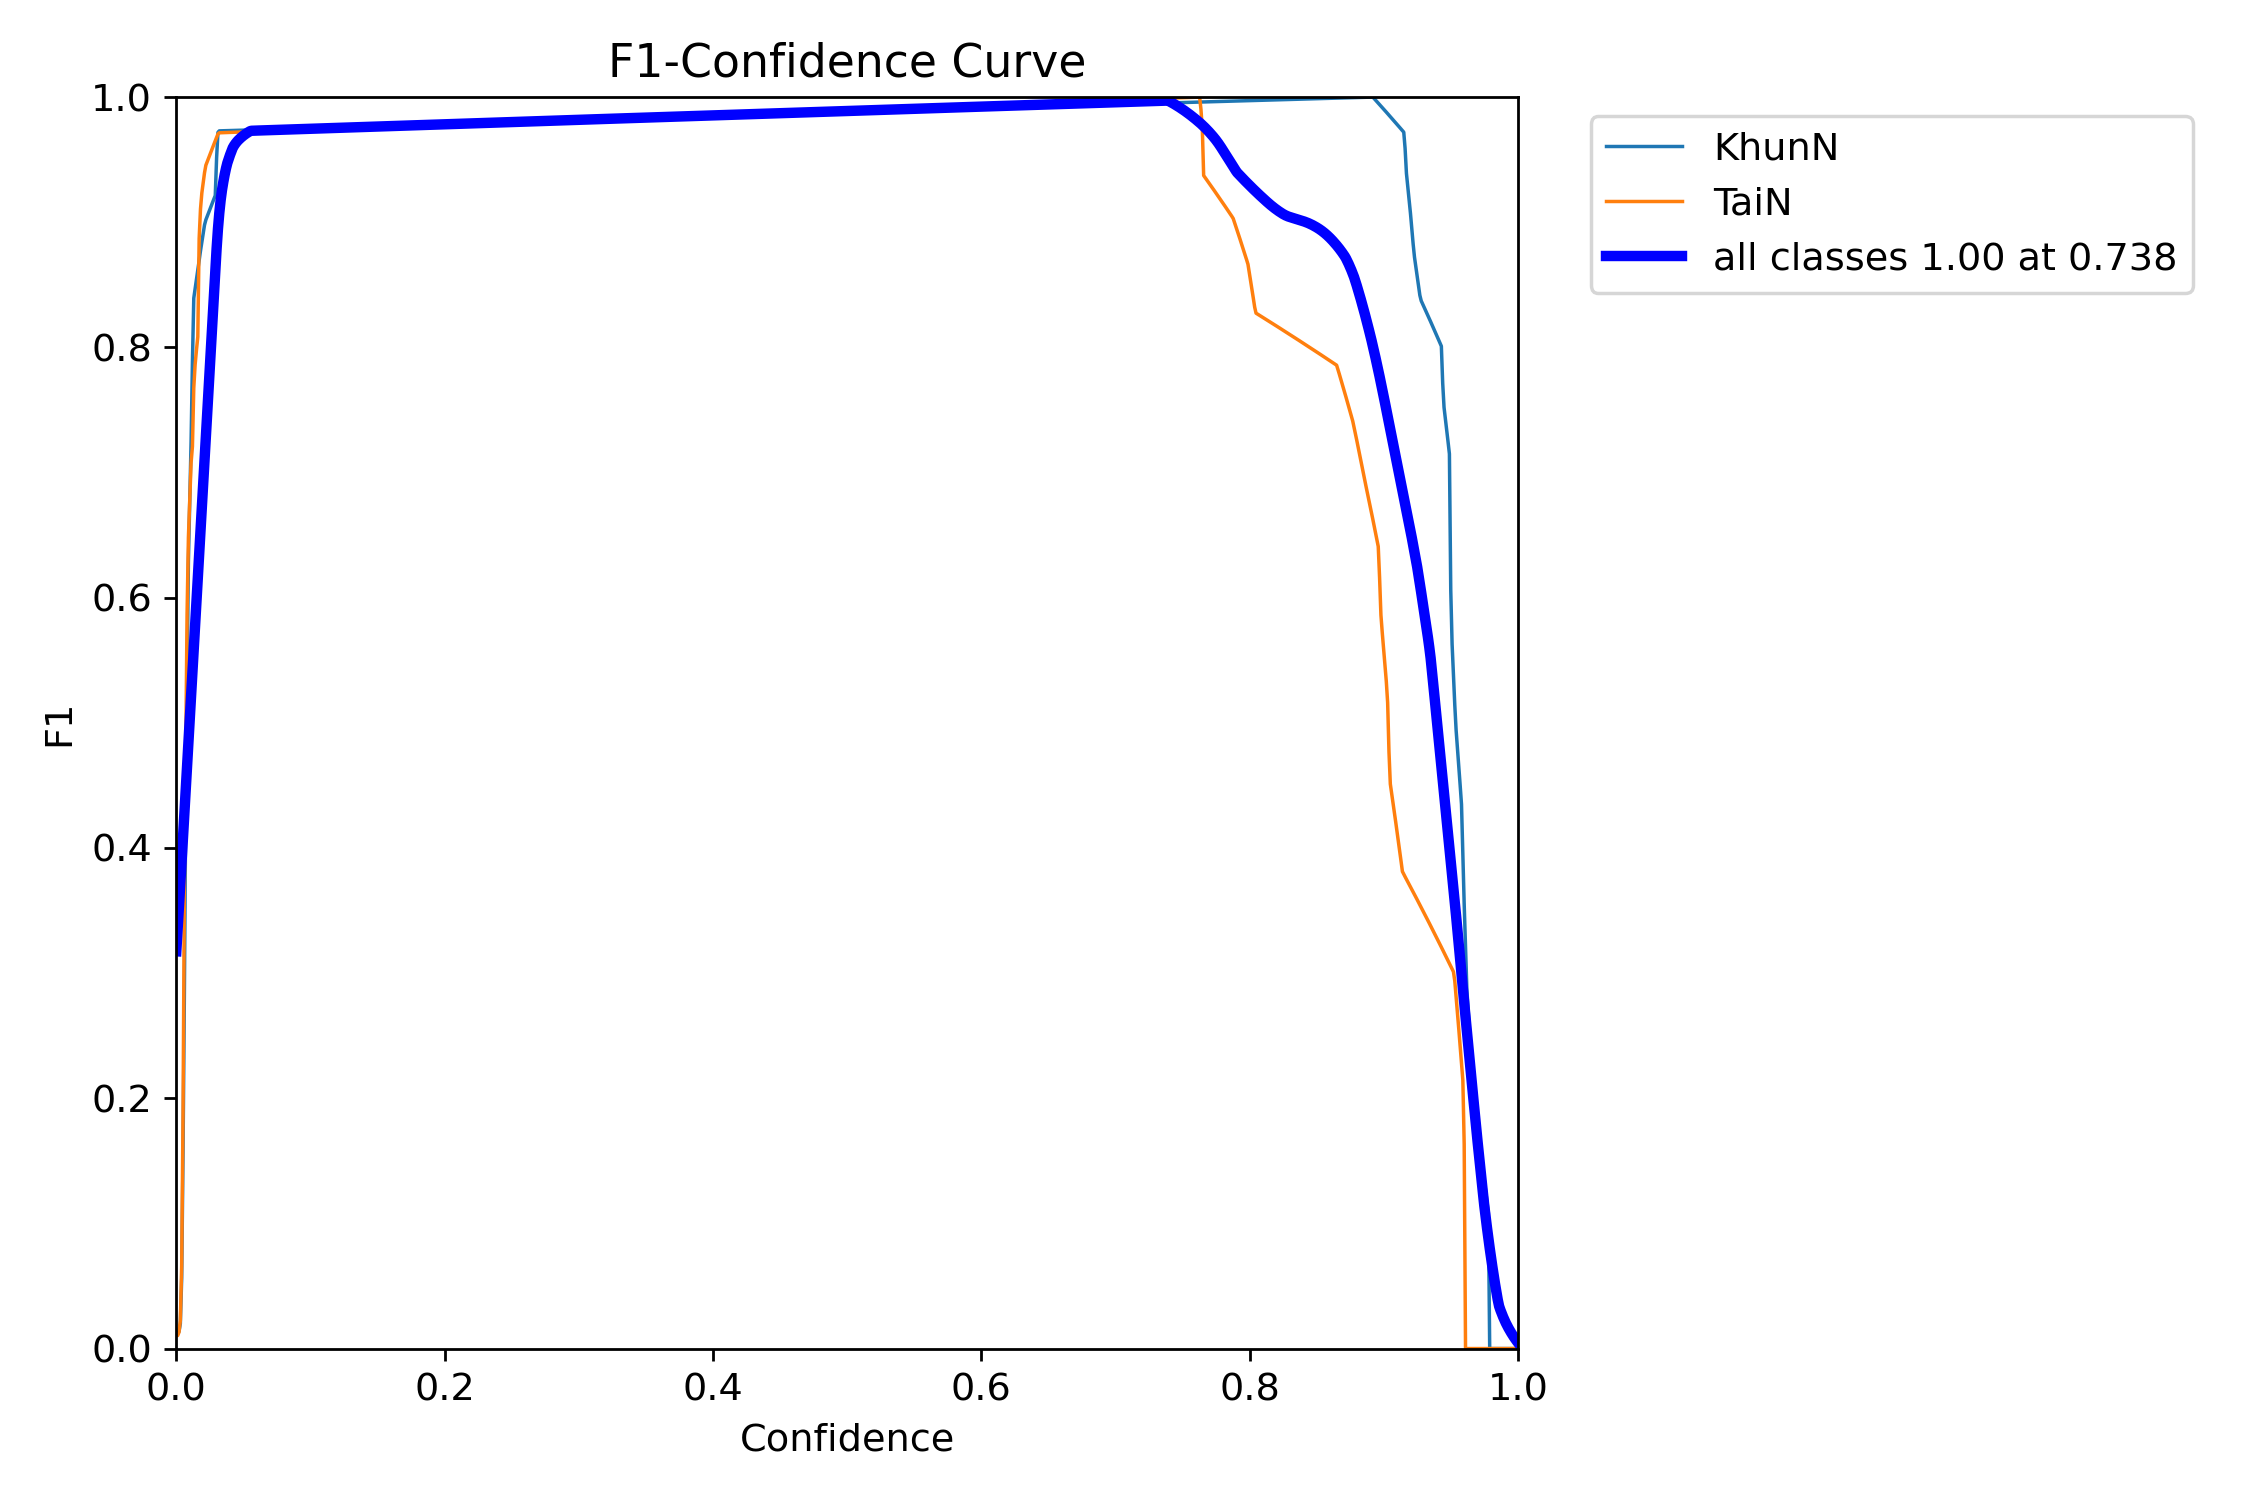 F1-Confidence Curve
1.0
0.8
0.6
0.4
0.2
0.0
F1
0.0 0.2 0.4 0.6 0.8 1.0
Confidence
KhunN
TaiN
all classes 1.00 at 0.738